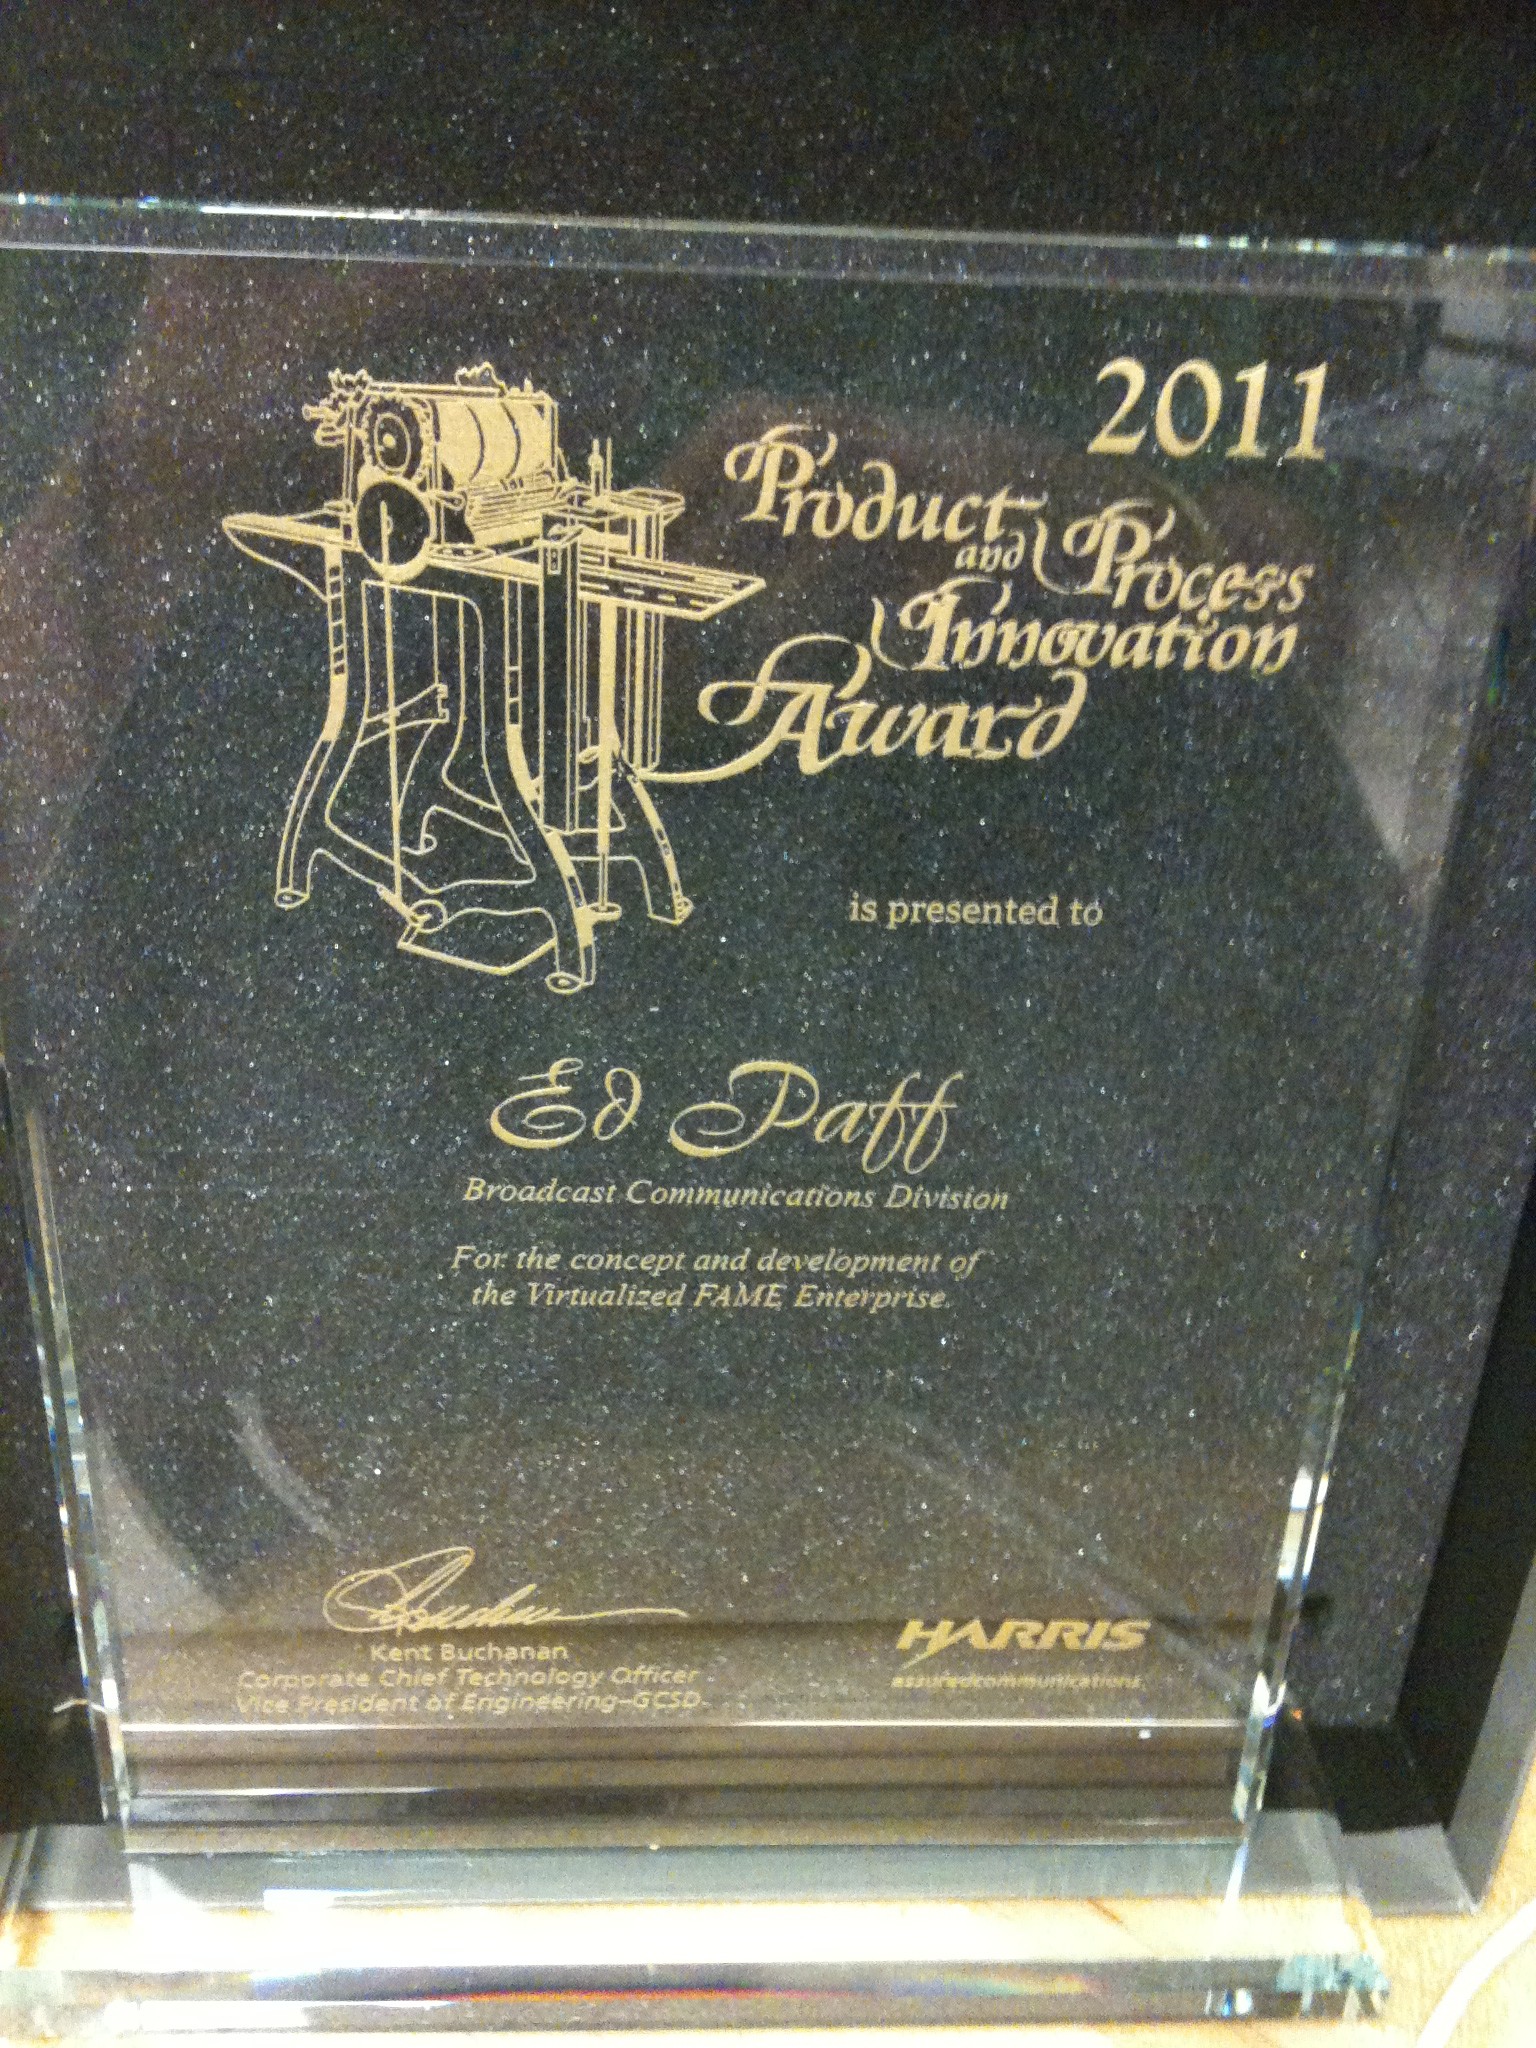 2011
Product
and Process
Innovation
Award
is presented to
Ed Paff
Broadcast Communications Division
For the concept and development of
the Virtualized FAME Enterprise.
Kent Buchanan
Corporate Chief Technology Officer
Vice President of Engineering–GCSD
HARRIS
assuredcommunications